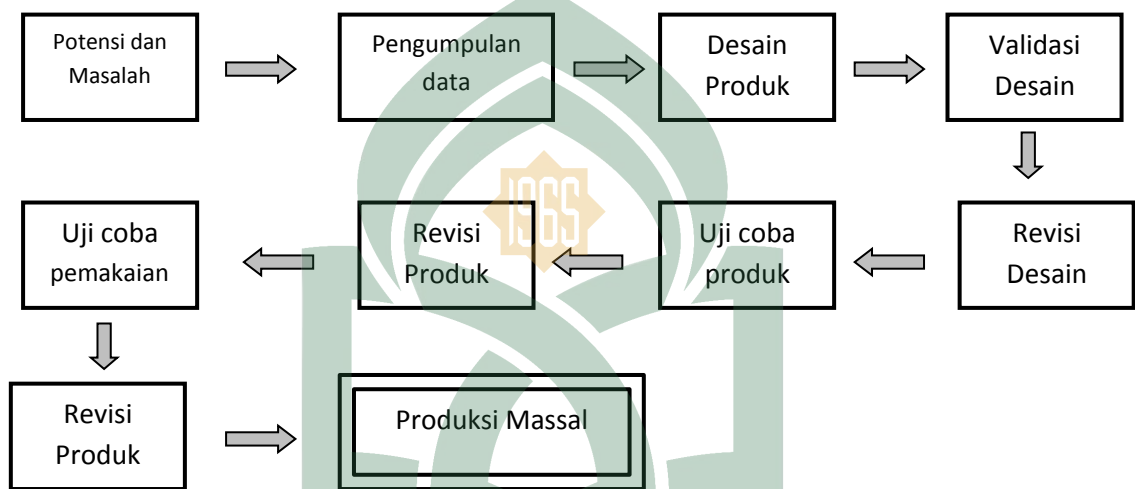 Potensi dan
Masalah
Pengumpulan
data
Desain
Produk
Validasi
Desain
Revisi
Desain
Uji coba
produk
Revisi
Produk
Uji coba
pemakaian
Revisi
Produk
Produksi Massal
1965